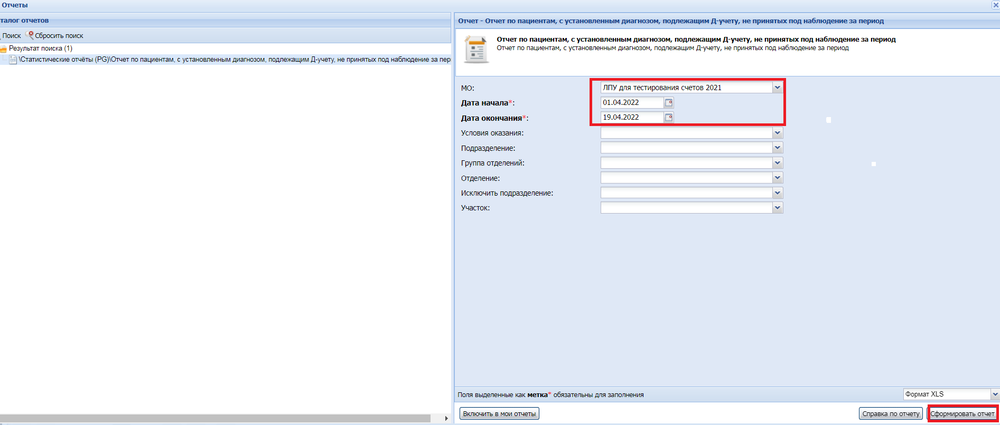 Отчеты
талог отчетов
Поиск Сбросить поиск
Результат поиска (1)
\Статистические отчёты (PG)\Отчет по пациентам, с установленным диагнозом, подлежащим Д-учету, не принятых под наблюдение за пер
Отчет - Отчет по пациентам, с установленным диагнозом, подлежащим Д-учету, не принятых под наблюдение за период
Отчет по пациентам, с установленным диагнозом, подлежащим Д-учету, не принятых под наблюдение за период
Отчет по пациентам, с установленным диагнозом, подлежащим Д-учету, не принятых под наблюдение за период
МО: ЛПУ для тестирования счетов 2021
Дата начала*: 01.04.2022
Дата окончания*: 19.04.2022
Условия оказания:
Подразделение:
Группа отделений:
Отделение:
Исключить подразделение:
Участок:
Поля выделенные как метка* обязательны для заполнения Формат XLS
Включить в мои отчеты Справка по отчету Сформировать отчет